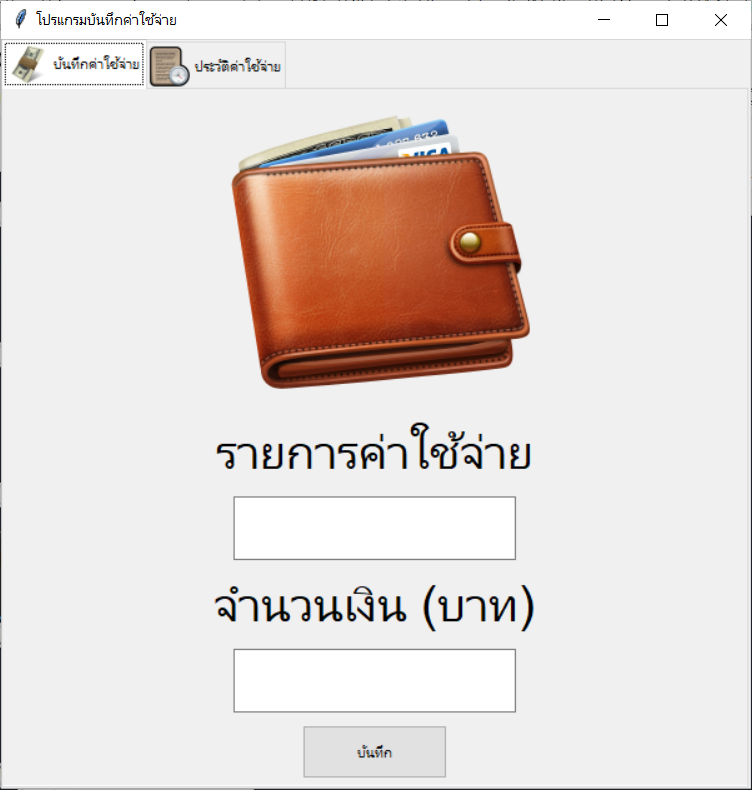 โปรแกรมบันทึกค่าใช้จ่าย
บันทึกค่าใช้จ่าย
ประวัติค่าใช้จ่าย
รายการค่าใช้จ่าย
จำนวนเงิน (บาท)
บันทึก